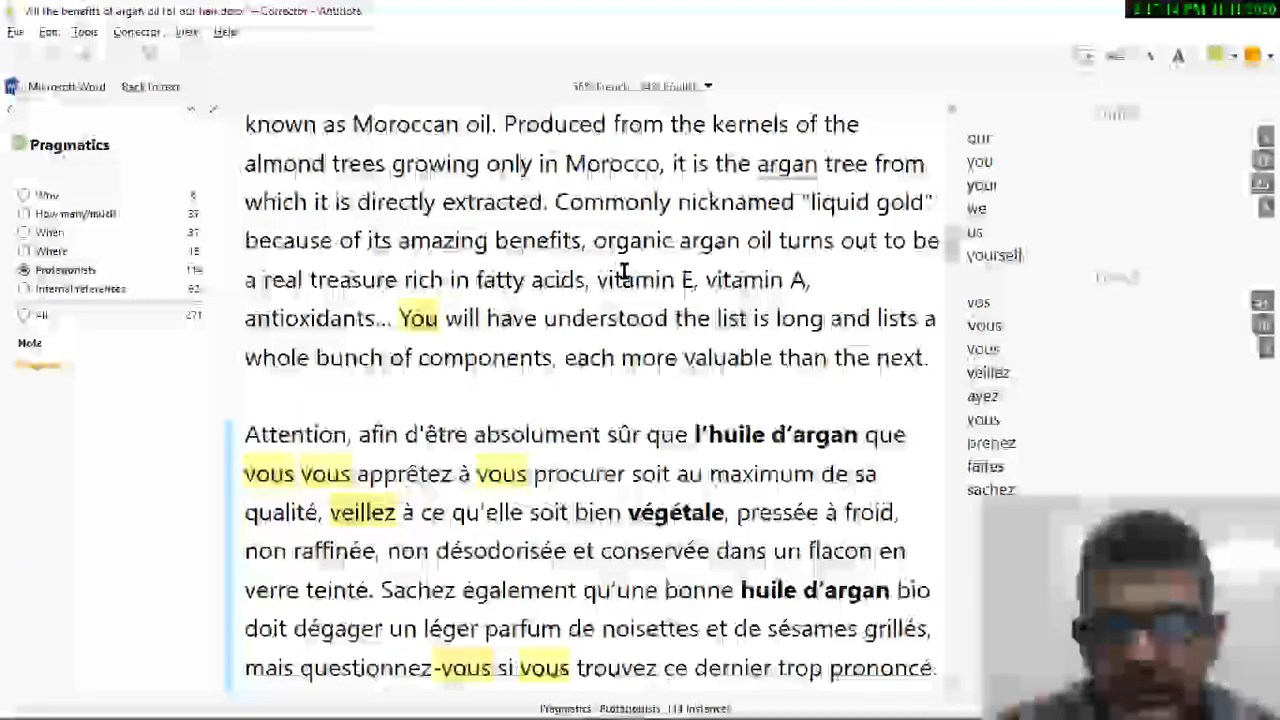 Tools
Help
Microsoft Word
Pragmatics
When
Where
Protagonists
Internal references
All
Note
known as Moroccan oil. Produced from the kernels of the
almond trees growing only in Morocco, it is the argan tree from
which it is directly extracted. Commonly nicknamed "liquid gold"
because of its amazing benefits, organic argan oil turns out to be
a real treasure rich in fatty acids, vitamin E, vitamin A,
antioxidants... You will have understood the list is long and lists a
whole bunch of components, each more valuable than the next.
Attention, afin d'être absolument sûr que l'huile d'argan que
vous vous apprêtez à vous procurer soit au maximum de sa
qualité, veillez à ce qu'elle soit bien végétale, pressée à froid,
non raffinée, non désodorisée et conservée dans un flacon en
verre teinté. Sachez également qu'une bonne huile d'argan bio
doit dégager un léger parfum de noisettes et de sésames grillés,
mais questionnez-vous si vous trouvez ce dernier trop prononcé.
our
you
your
we
us
yourself
vos
vous
vous
veillez
ayez
vous
prenez
faites
sachez